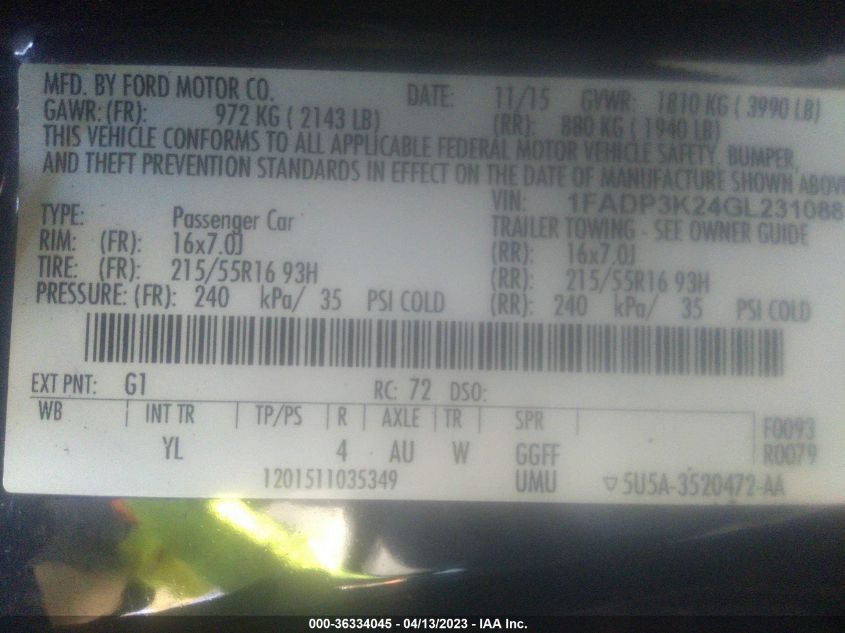 MFD. BY FORD MOTOR CO. DATE: 11/15 GVWR: 1810 KG ( 3990 LB)
GAWR: (FR): 972 KG ( 2143 LB) (RR): 880 KG ( 1940 LB)
THIS VEHICLE CONFORMS TO ALL APPLICABLE FEDERAL MOTOR VEHICLE SAFETY, BUMPER,
AND THEFT PREVENTION STANDARDS IN EFFECT ON THE DATE OF MANUFACTURE SHOWN ABOVE
VIN: 1FADP3K24GL231088
TYPE: Passenger Car TRAILER TOWING - SEE OWNER GUIDE
RIM: (FR): 16x7.0J (RR): 16x7.0J
TIRE: (FR): 215/55R16 93H (RR): 215/55R16 93H
PRESSURE: (FR): 240 kPa/ 35 PSI COLD (RR): 240 kPa/ 35 PSI COLD
EXT PNT: G1 RC: 72 DSO:
WB INT TR TP/PS R AXLE TR SPR F0093
YL 4 AU W GGFF R0079
1201511035349 UMU ▽5U5A-3520472-AA
000-36334045 - 04/13/2023 - IAA Inc.